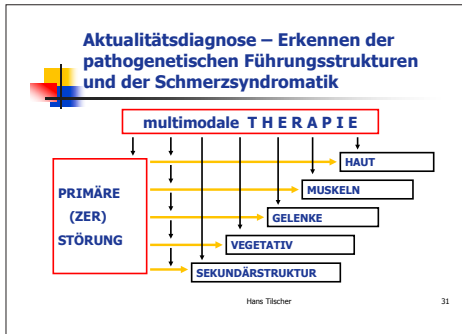 Aktualitätsdiagnose – Erkennen der
pathogenetischen Führungsstrukturen
und der Schmerzsyndromatik
multimodale T H E R A P I E
PRIMÄRE
(ZER)
STÖRUNG
HAUT
MUSKELN
GELENKE
VEGETATIV
SEKUNDÄRSTRUKTUR
Hans Tilscher
31